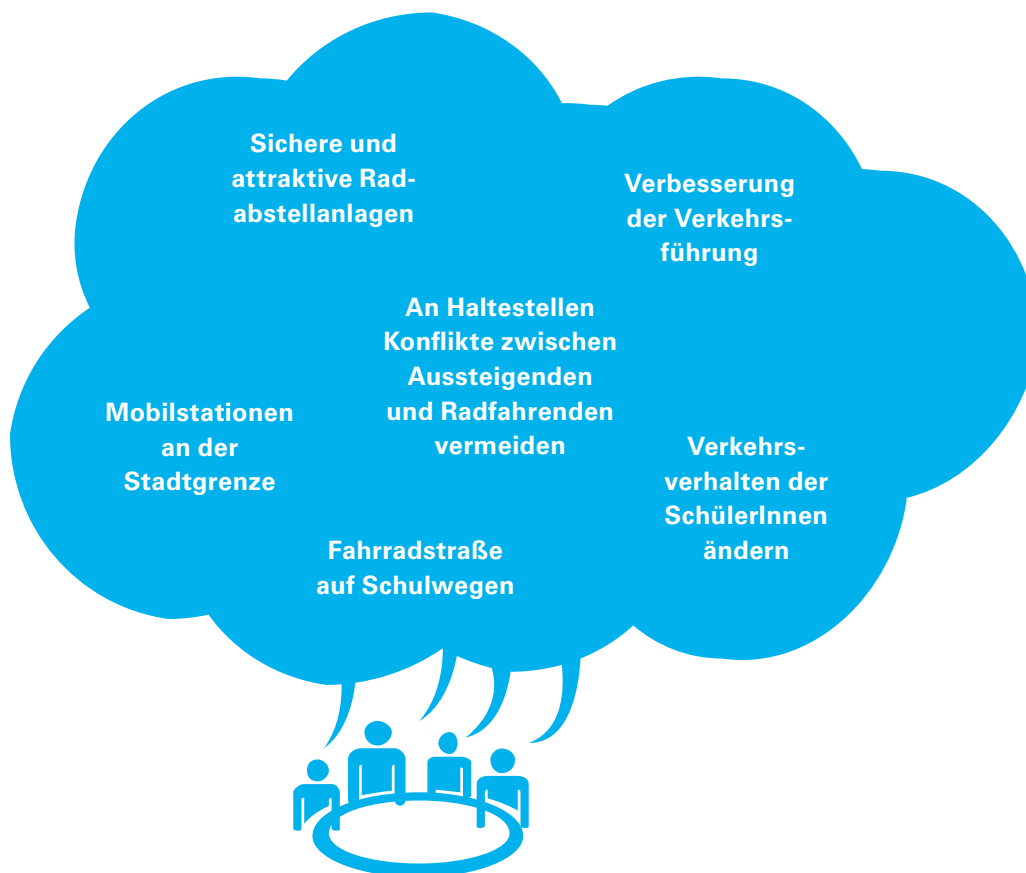 Sichere und
attraktive Rad-
abstellanlagen
Verbesserung
der Verkehrs-
führung
An Haltestellen
Konflikte zwischen
Aussteigenden
und Radfahrenden
vermeiden
Mobilstationen
an der
Stadtgrenze
Verkehrs-
verhalten der
SchülerInnen
ändern
Fahrradstraße
auf Schulwegen